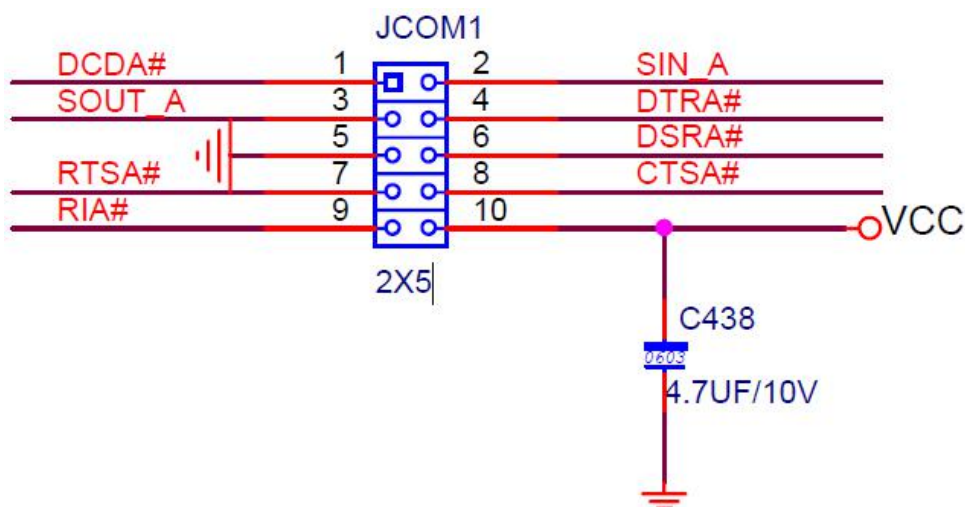 JCOM1
DCDA# 1 2 SIN_A
SOUT_A 3 4 DTRA#
5 6 DSRA#
RTSA# 7 8 CTSA#
RIA# 9 10 VCC
2X5
C438
0603
4.7UF/10V